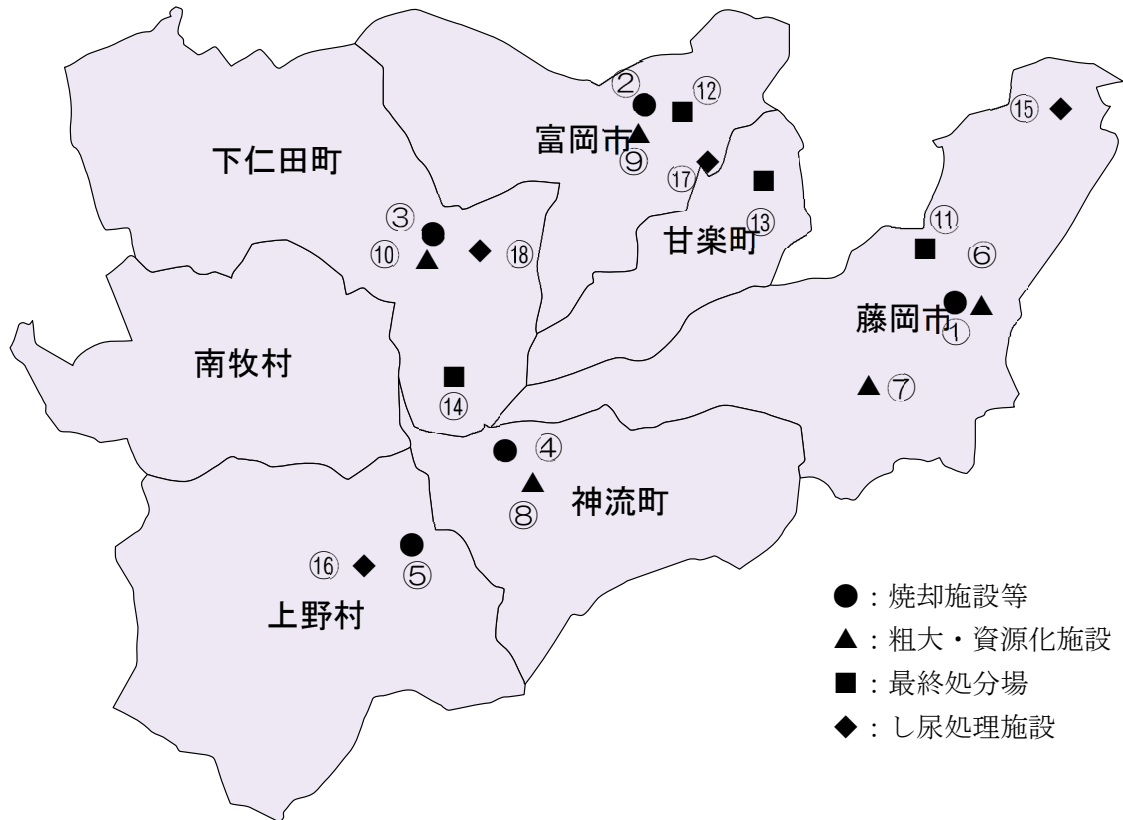 ② ⑫
富岡市
⑨
⑮
下仁田町
⑰
③
⑬
甘楽町
⑪
⑥
⑩ ⑱
藤岡市
①
南牧村
⑭
⑦
④
神流町
⑧
⑯
⑤
上野村
●：焼却施設等
▲：粗大・資源化施設
■：最終処分場
◆：し尿処理施設